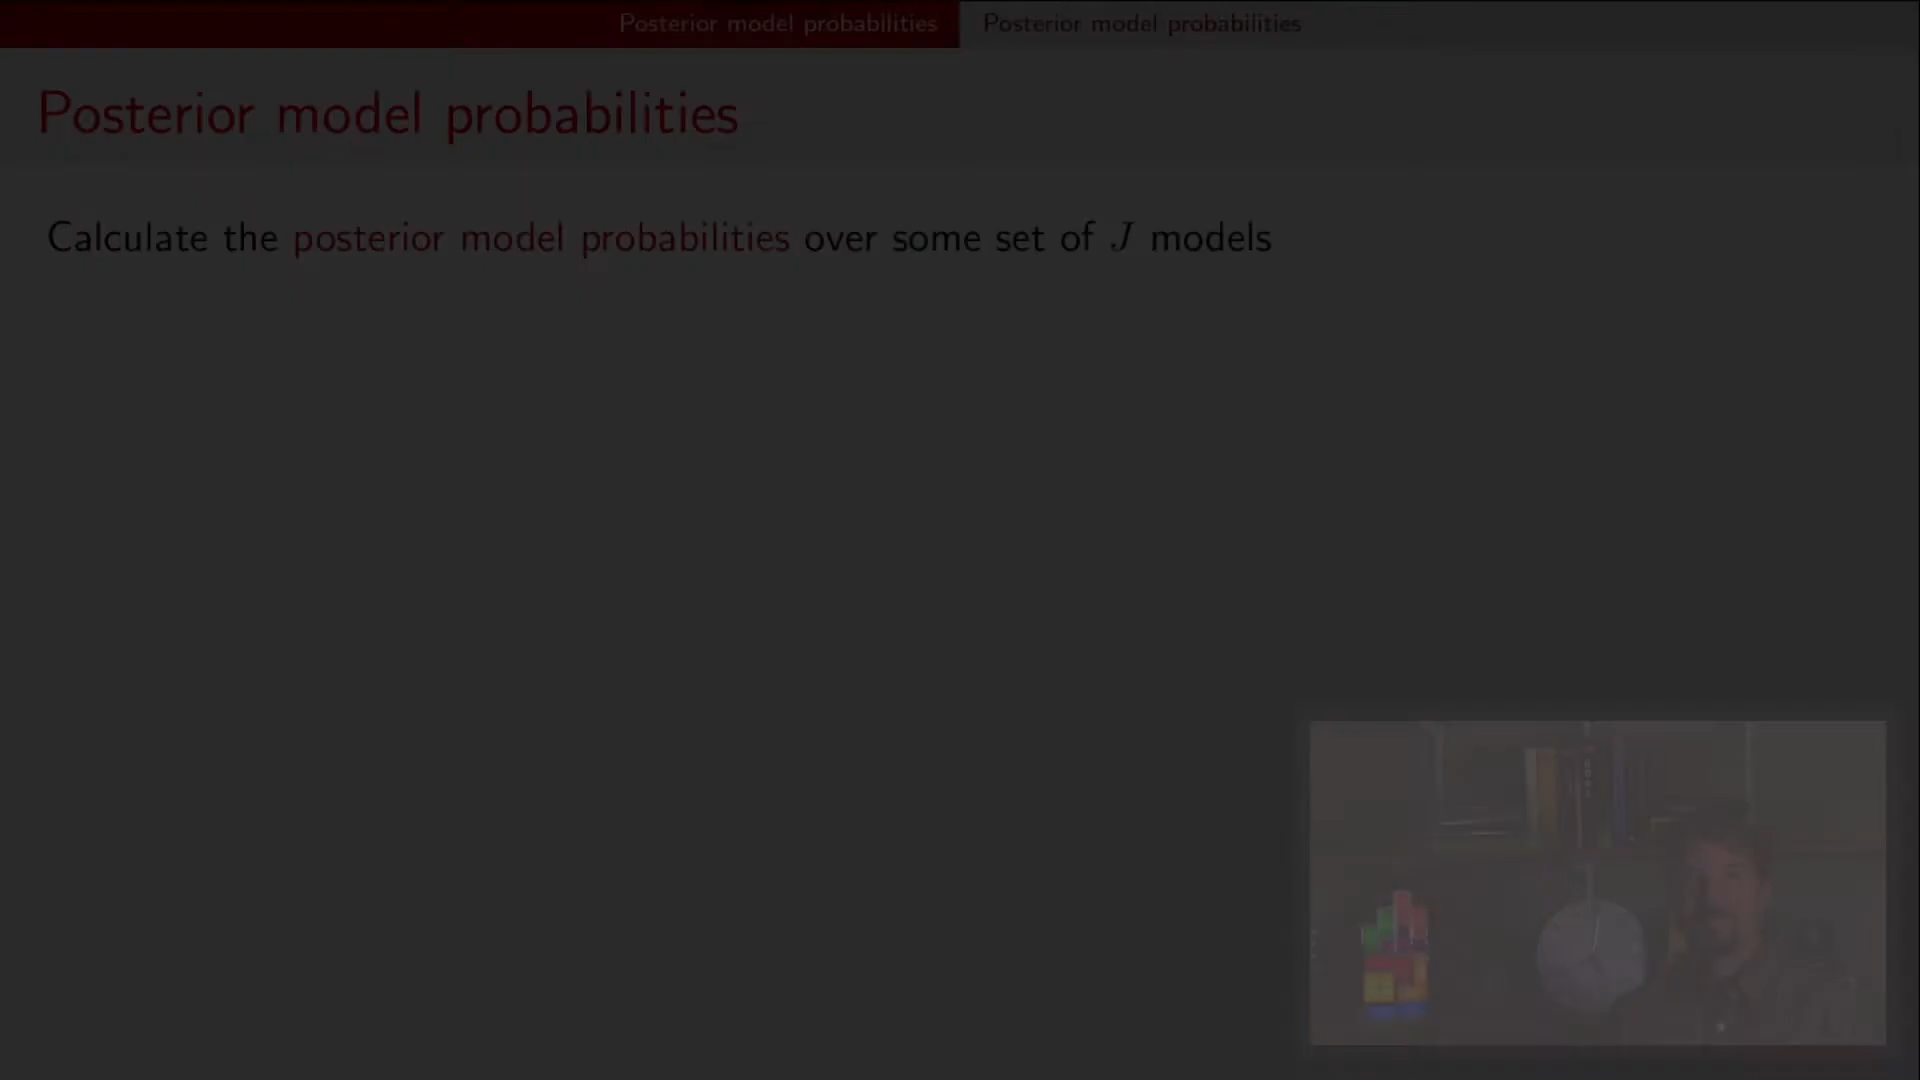 Posterior model probabilities Posterior model probabilities
Posterior model probabilities
Calculate the posterior model probabilities over some set of J models